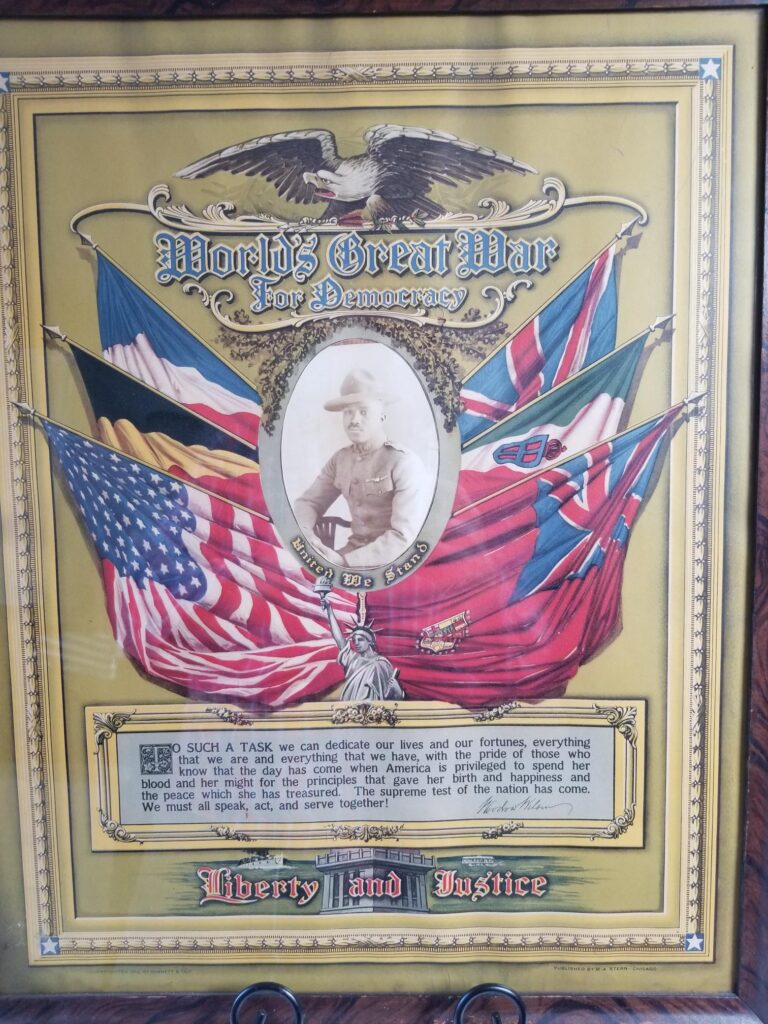 World's Great War
For Democracy
United We Stand
TO SUCH A TASK we can dedicate our lives and our fortunes, everything
that we are and everything that we have, with the pride of those who
know that the day has come when America is privileged to spend her
blood and her might for the principles that gave her birth and happiness and
the peace which she has treasured. The supreme test of the nation has come.
We must all speak, act, and serve together!
Woodrow Wilson
Liberty and Justice
PUBLISHED BY M. A. STERN - CHICAGO